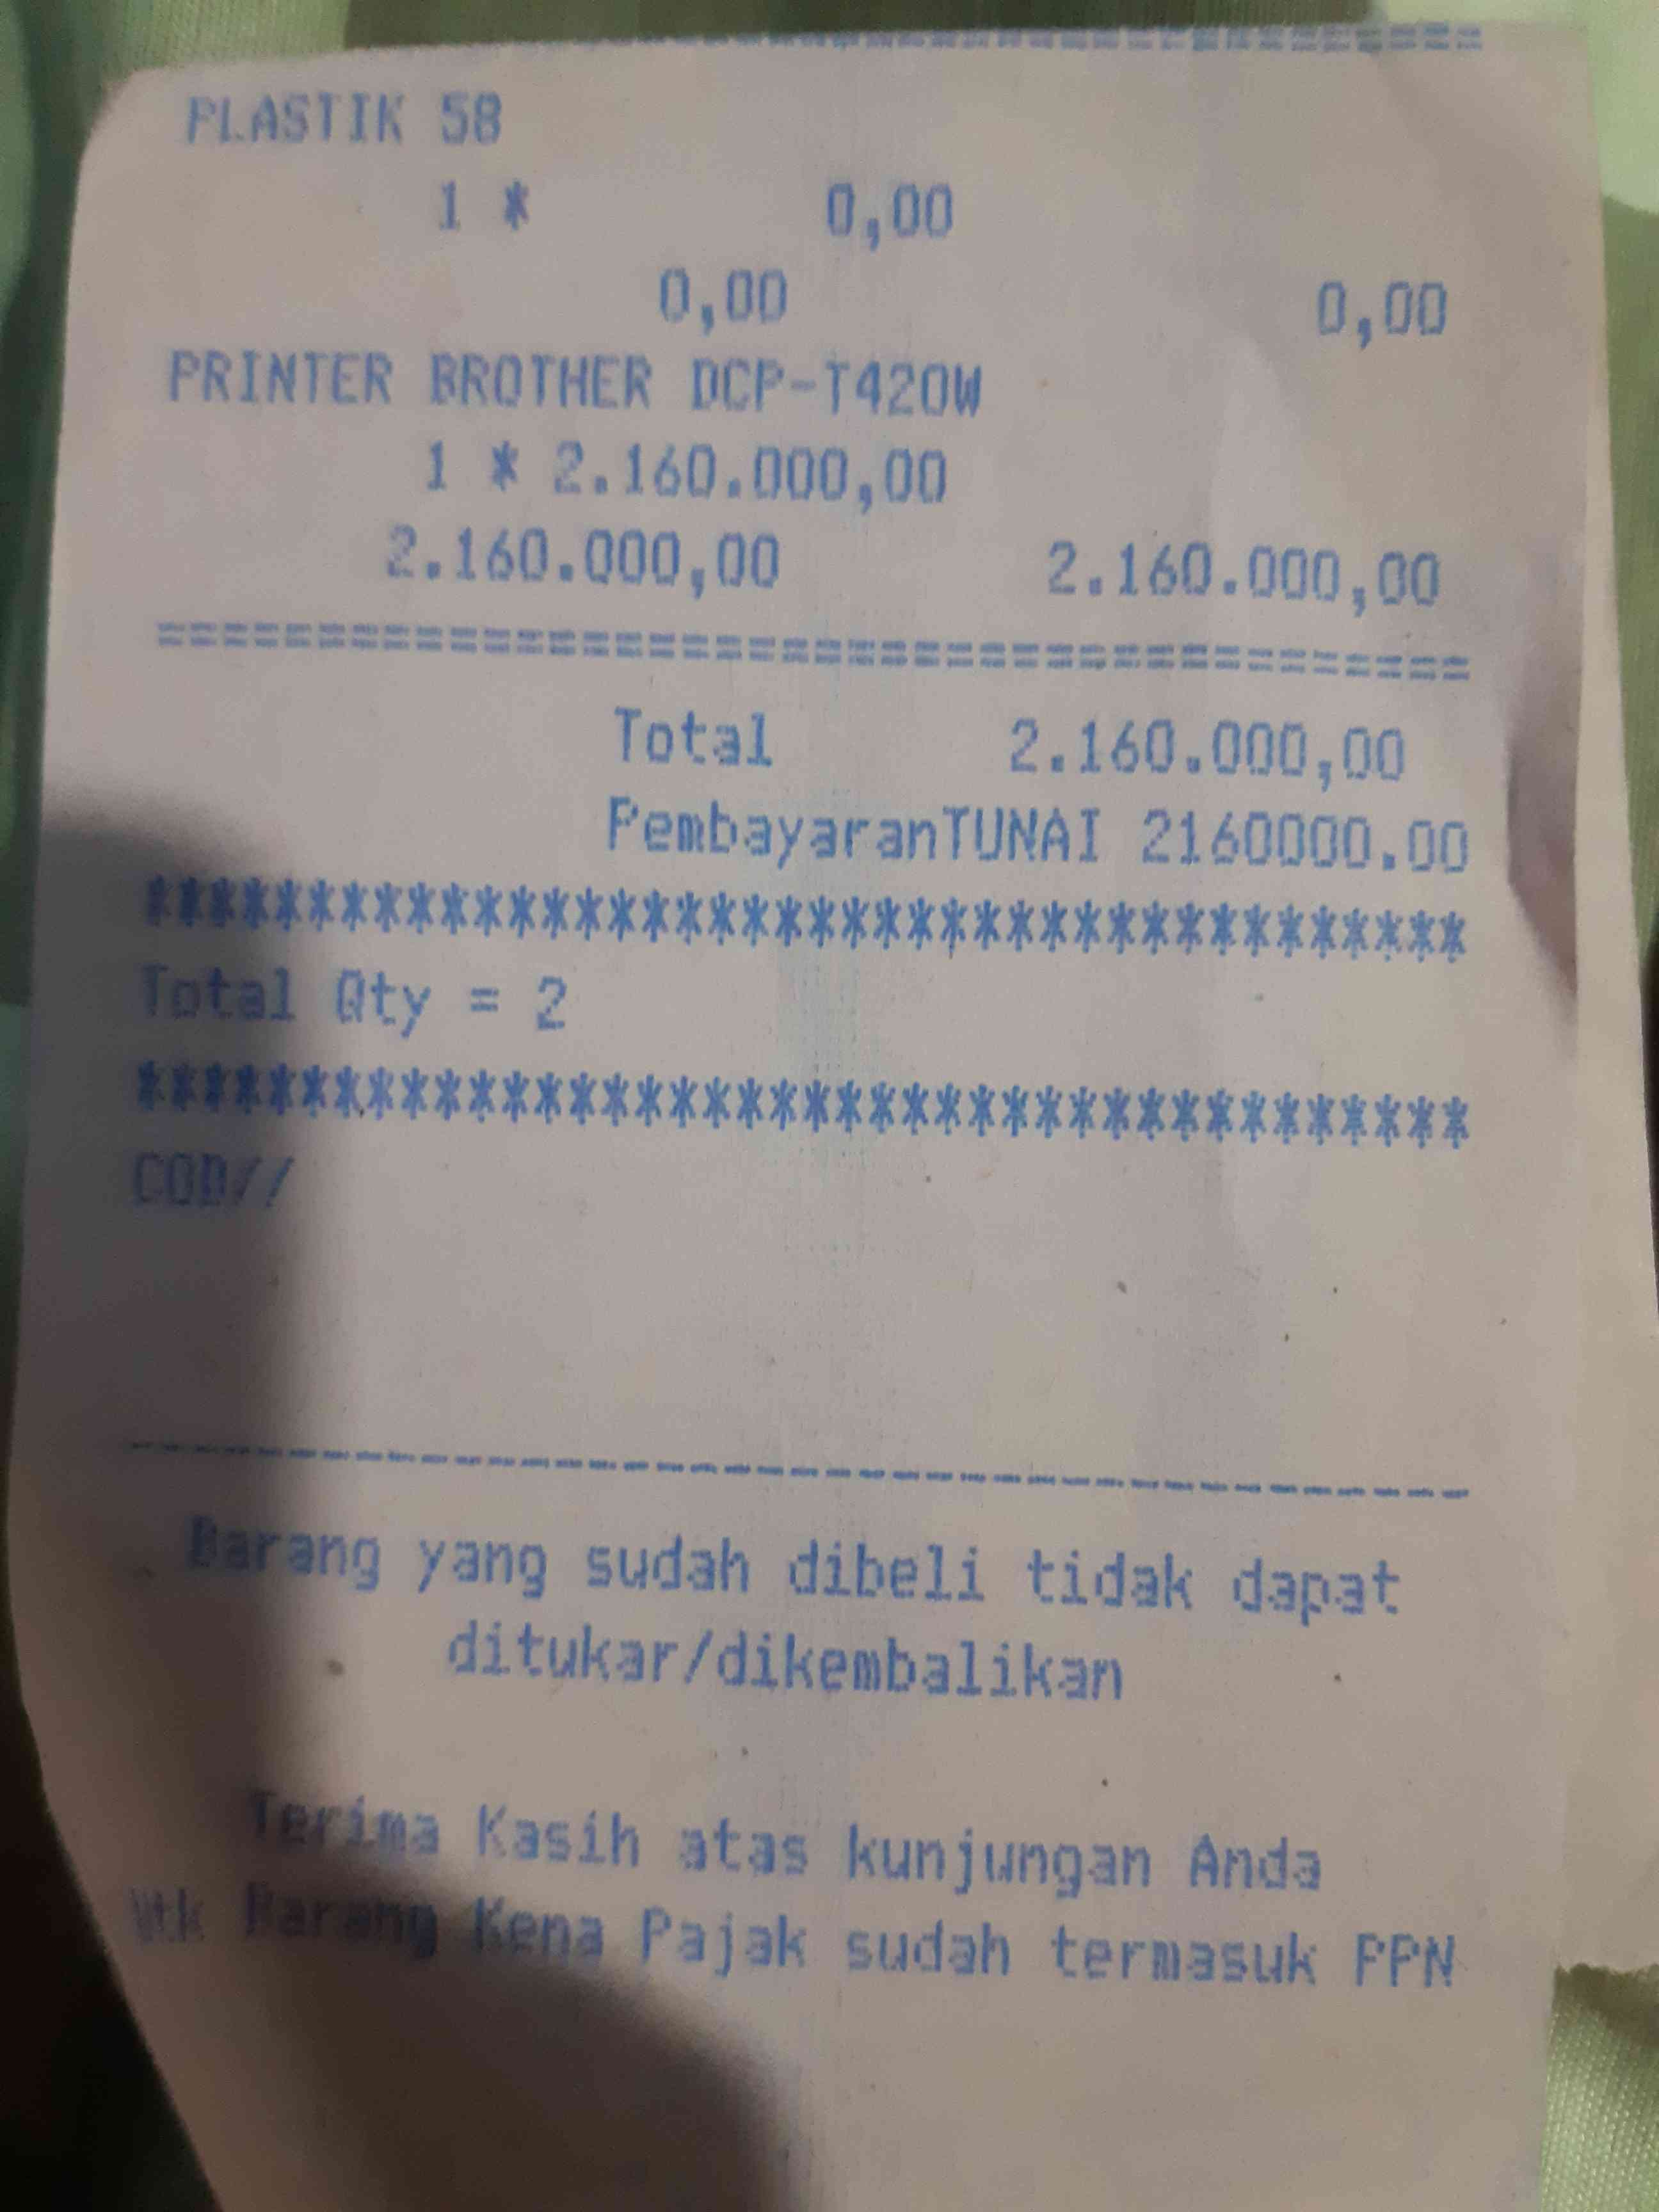 PLASTIK 58
1 * 0,00
0,00 0,00
PRINTER BROTHER DCP-T420W
1 * 2.160.000,00
2.160.000,00 2.160.000,00
========================================
Total 2.160.000,00
PembayaranTUNAI 2160000.00
****************************************
Total Qty = 2
****************************************
COD//
----------------------------------------
Barang yang sudah dibeli tidak dapat
ditukar/dikembalikan
Terima Kasih atas kunjungan Anda
Utk Barang Kena Pajak sudah termasuk PPN